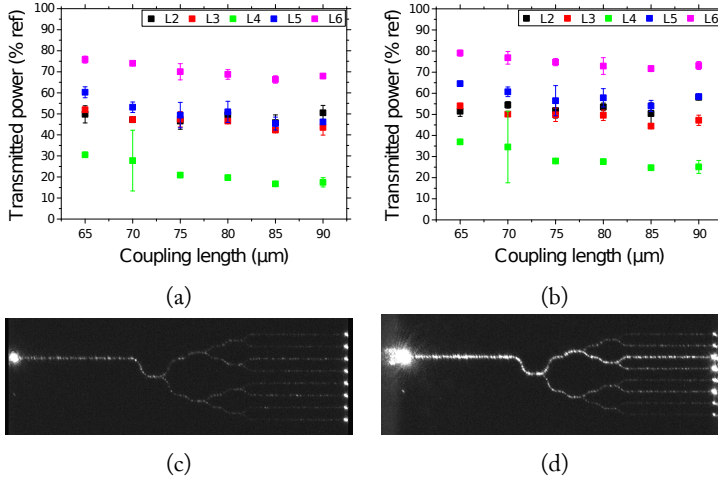 L2 L3 L4 L5 L6
100
90
80
70
60
50
40
30
20
10
0
Transmitted power (% ref)
65 70 75 80 85 90
Coupling length (μm)
(a)
L2 L3 L4 L5 L6
100
90
80
70
60
50
40
30
20
10
0
Transmitted power (% ref)
65 70 75 80 85 90
Coupling length (μm)
(b)
(c)
(d)